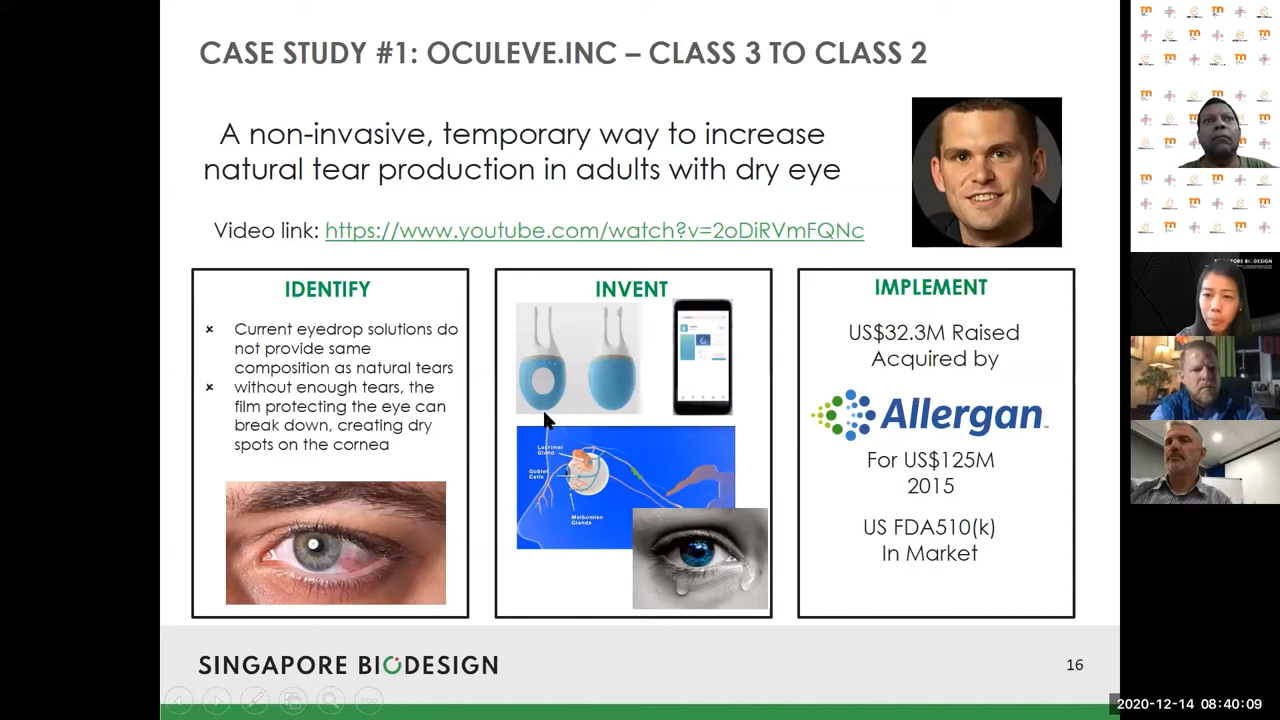 CASE STUDY #1: OCULEVE.INC – CLASS 3 TO CLASS 2
A non-invasive, temporary way to increase
natural tear production in adults with dry eye
Video link: https://www.youtube.com/watch?v=2oDiRVmFQNc
IDENTIFY
Current eyedrop solutions do
not provide same
composition as natural tears
without enough tears, the
film protecting the eye can
break down, creating dry
spots on the cornea
INVENT
Lacrimal
Gland
Goblet
Cells
Meibomian
Glands
IMPLEMENT
US$32.3M Raised
Acquired by
Allergan™
For US$125M
2015
US FDA510(k)
In Market
SINGAPORE BIODESIGN
16
SINGAPORE BIODESIGN
2020-12-14 08:40:09